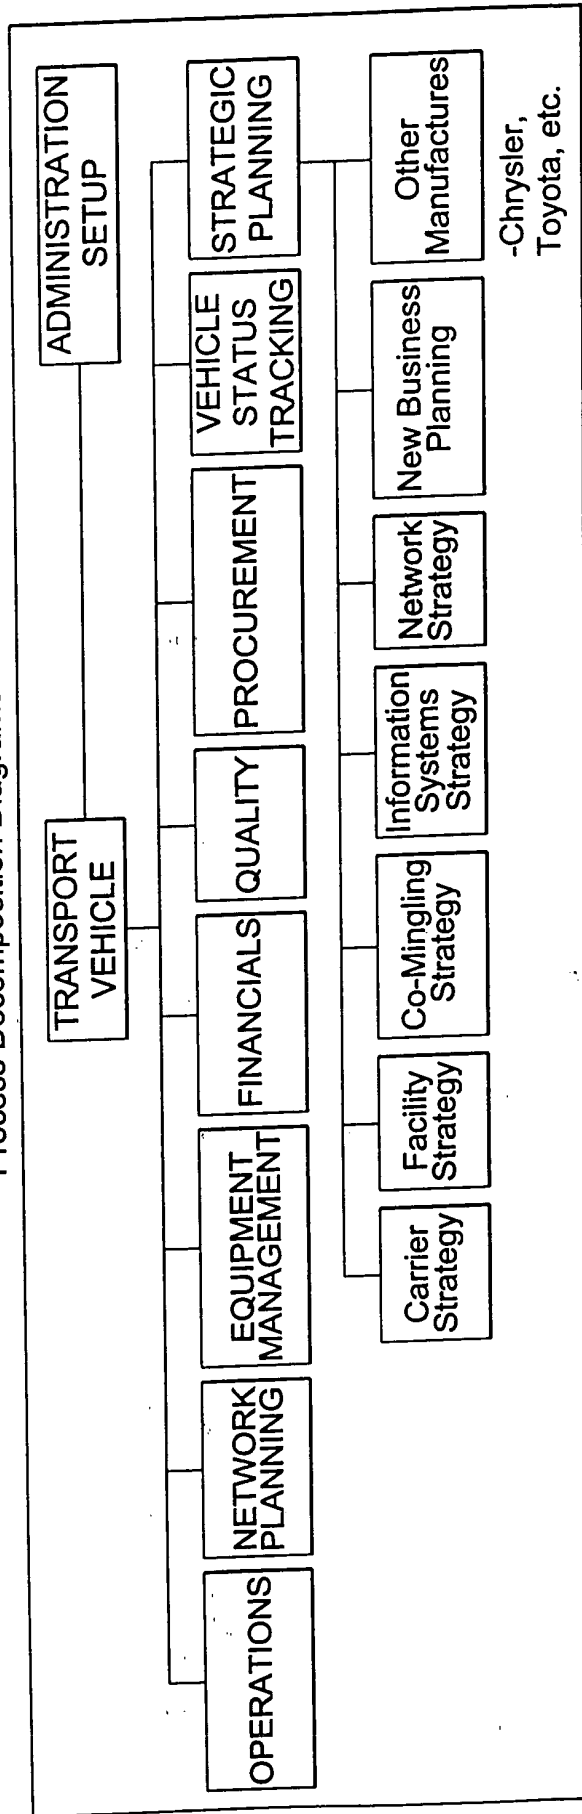 Process Decomposition Diagram
TRANSPORT
VEHICLE
ADMINISTRATION
SETUP
OPERATIONS
NETWORK
PLANNING
EQUIPMENT
MANAGEMENT
FINANCIALS
QUALITY
PROCUREMENT
VEHICLE
STATUS
TRACKING
STRATEGIC
PLANNING
Carrier
Strategy
Facility
Strategy
Co-Mingling
Strategy
Information
Systems
Strategy
Network
Strategy
New Business
Planning
Other
Manufactures
-Chrysler,
Toyota, etc.